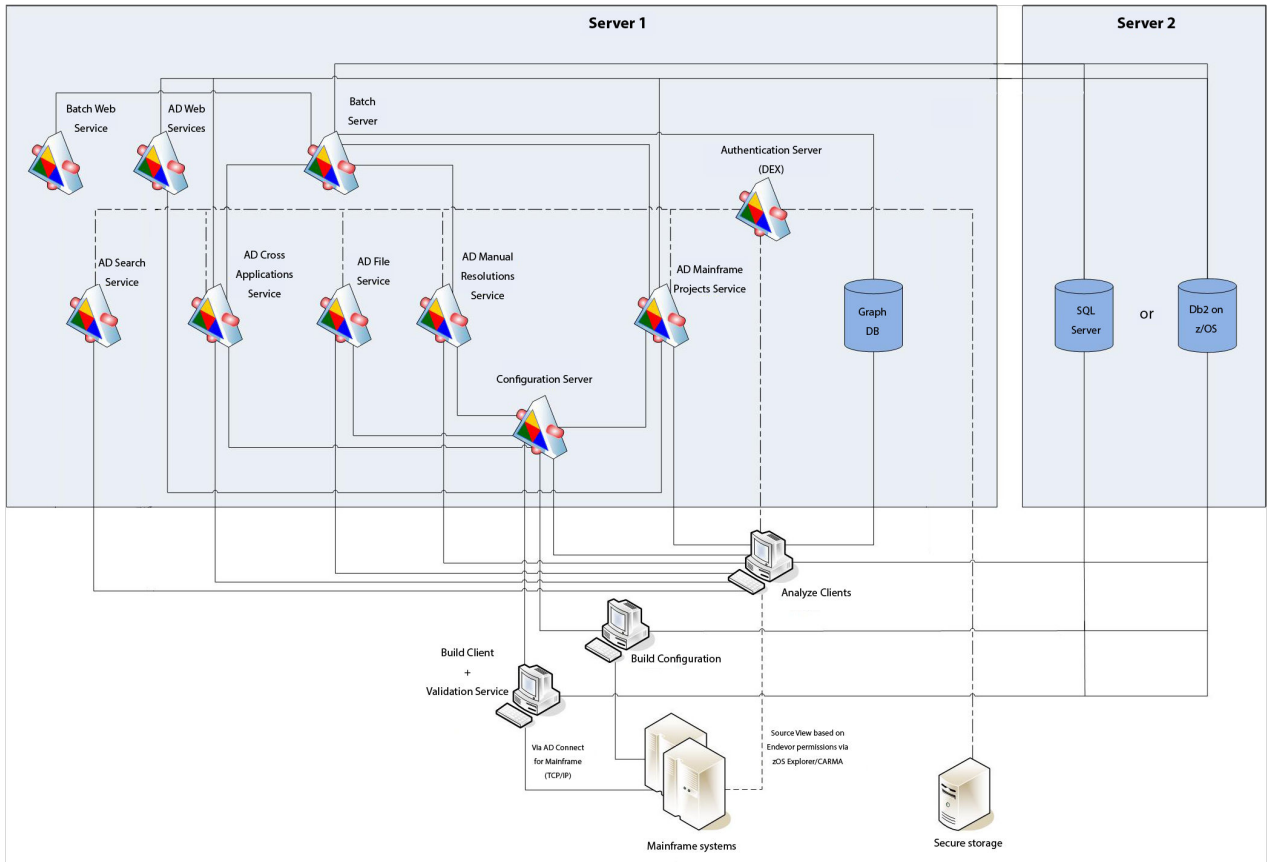 Server 1
Server 2
Batch Web
Service
AD Web
Services
Batch
Server
Authentication Server
(DEX)
AD Search
Service
AD Cross
Applications
Service
AD File
Service
AD Manual
Resolutions
Service
AD Mainframe
Projects Service
Graph
DB
SQL
Server
or
Db2 on
z/OS
Configuration Server
Analyze Clients
Build Configuration
Build Client
+
Validation Service
Via AD Connect
for Mainframe
(TCP/IP)
Source View based on
Endevor permissions via
zOS Explorer/CARMA
Mainframe systems
Secure storage